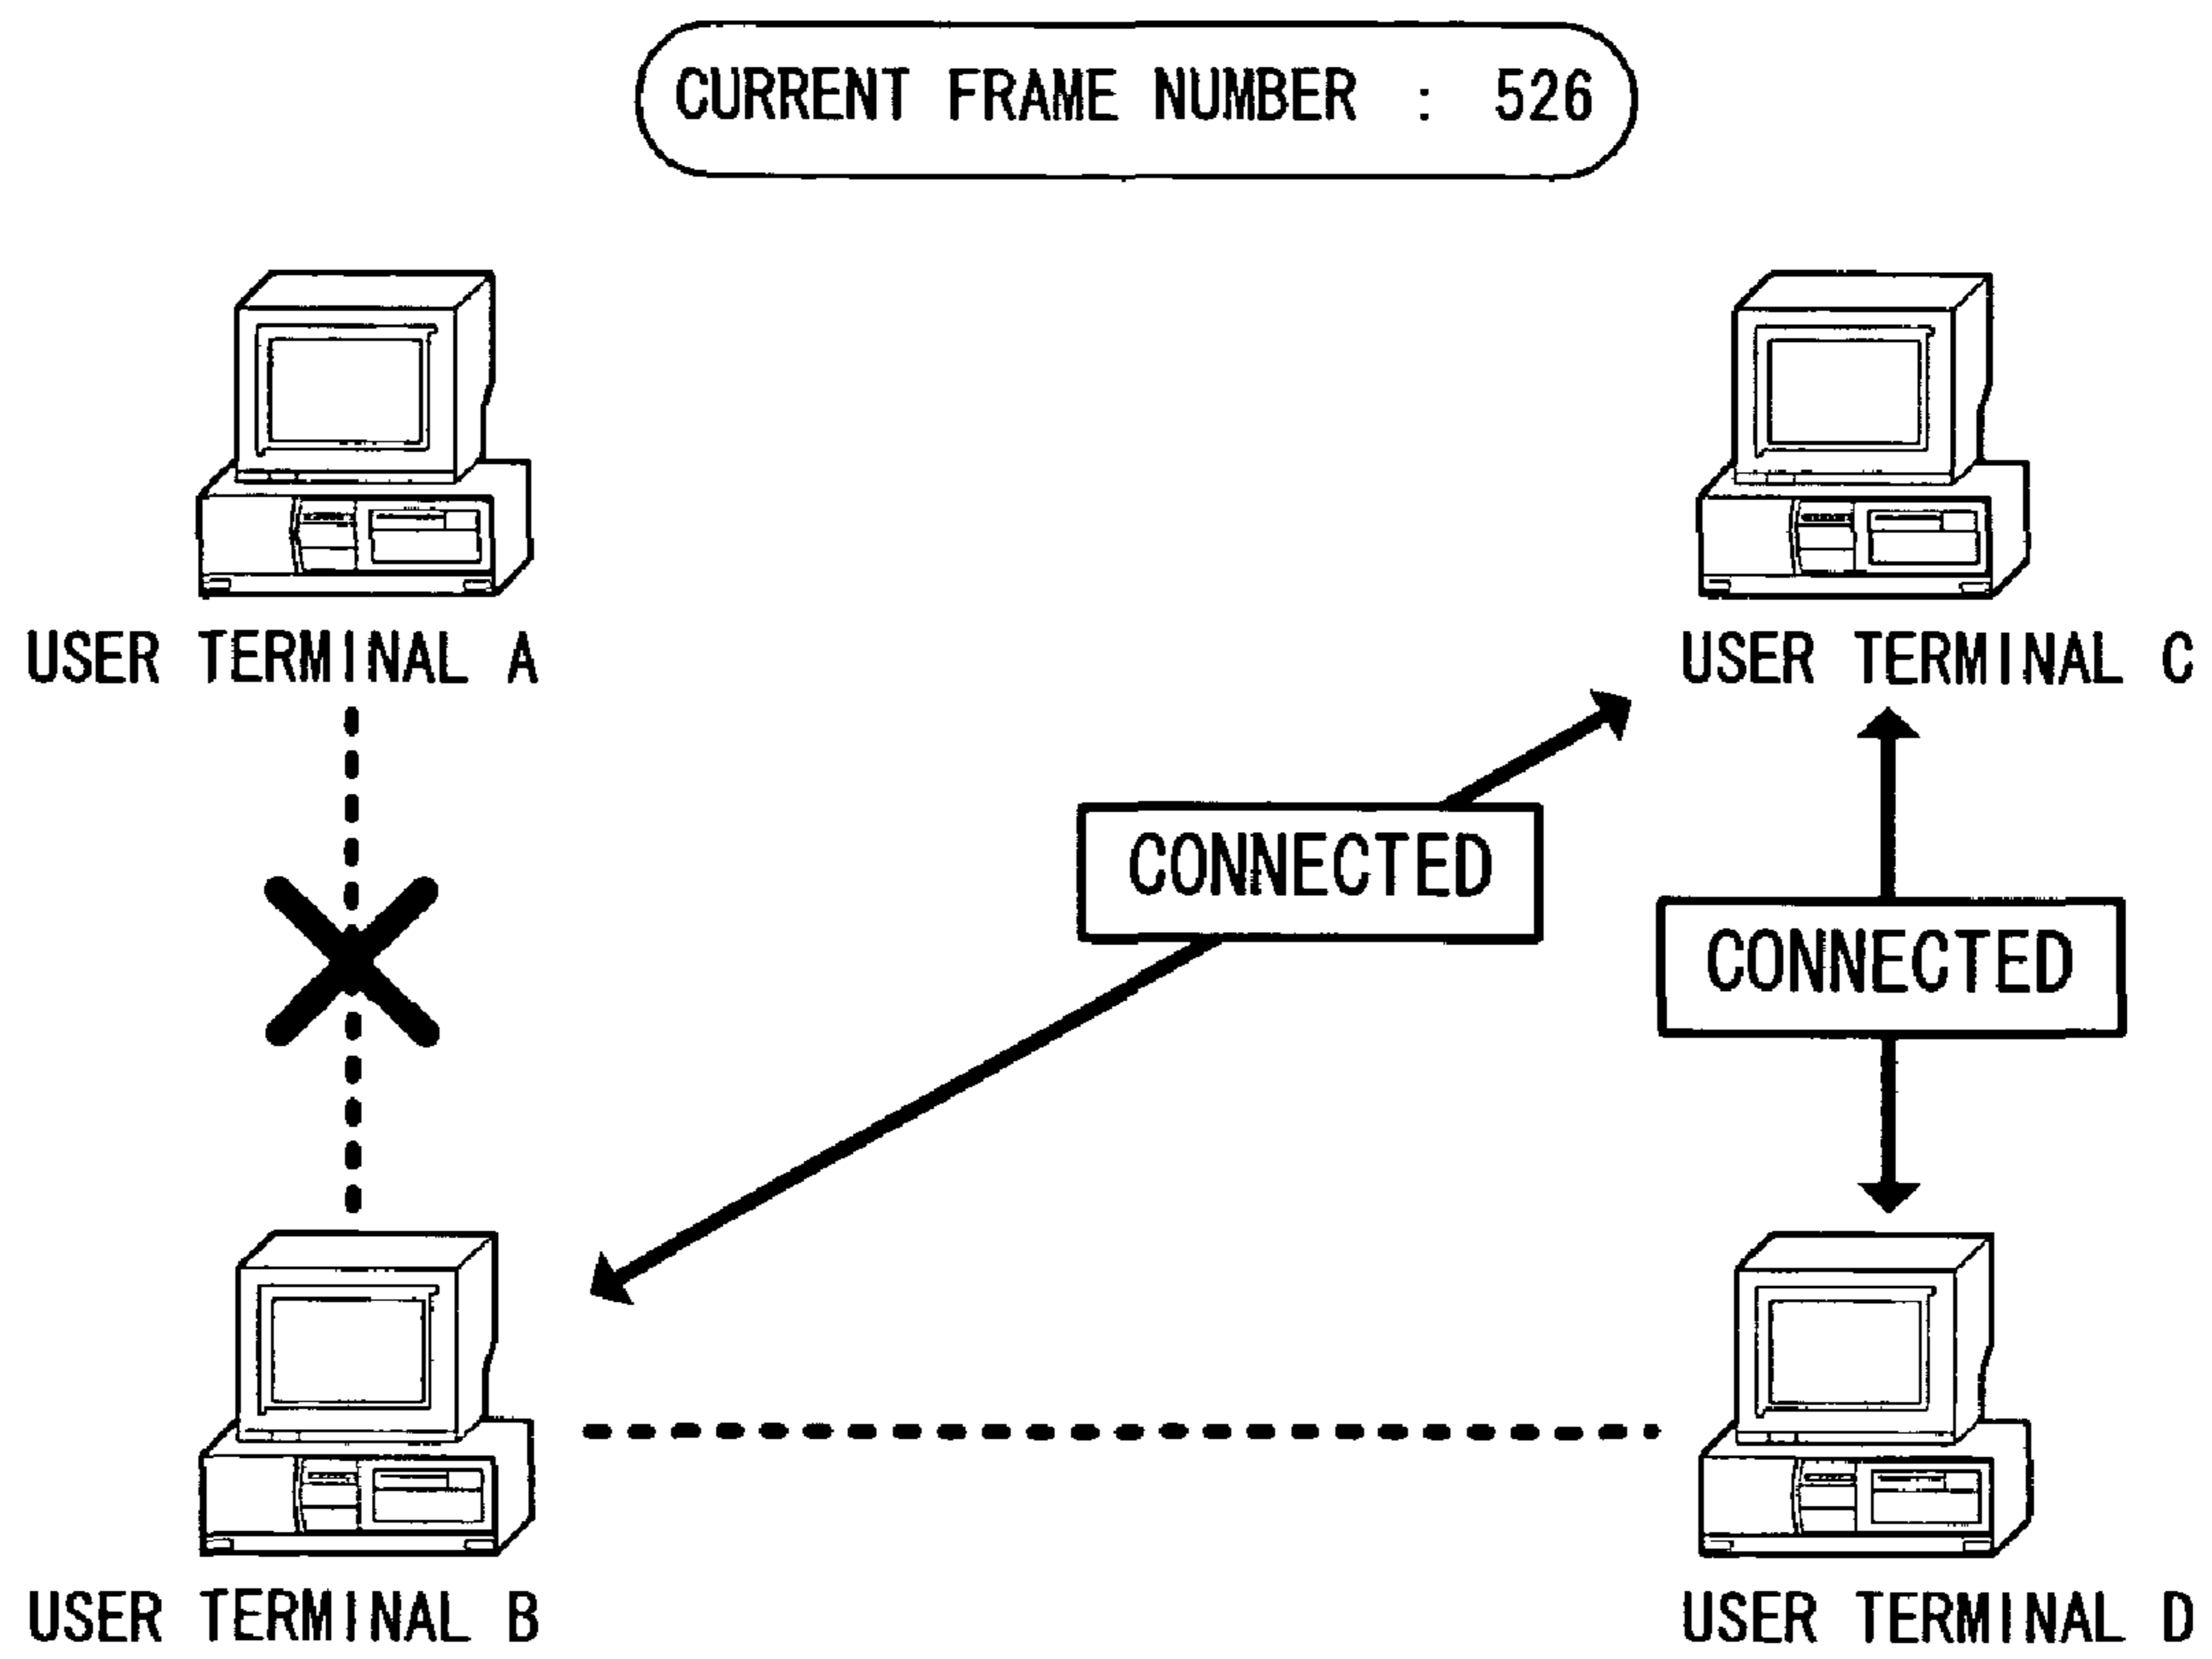 CURRENT FRAME NUMBER : 526
USER TERMINAL A
USER TERMINAL C
CONNECTED
CONNECTED
USER TERMINAL B
USER TERMINAL D